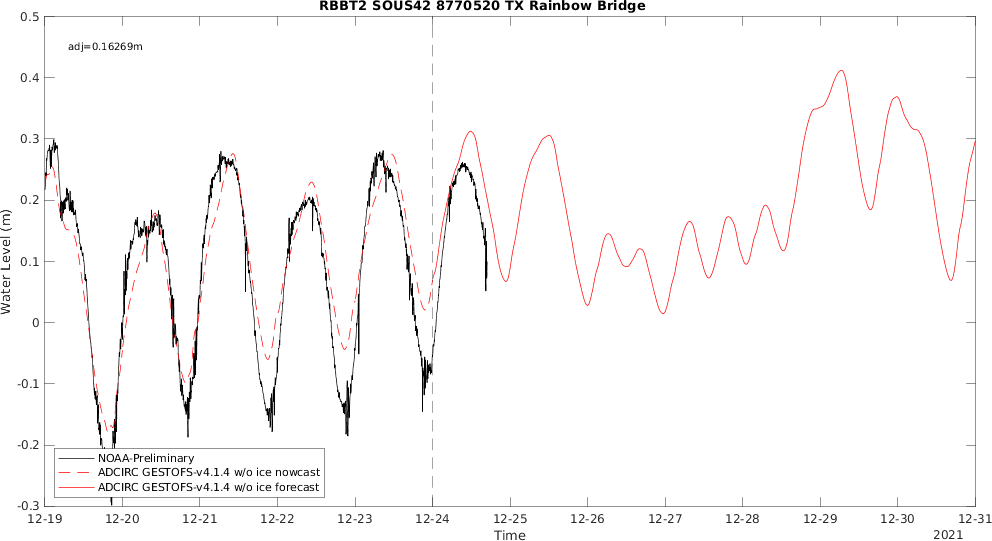 RBBT2 SOUS42 8770520 TX Rainbow Bridge
adj=0.16269m
Water Level (m)
0.5
0.4
0.3
0.2
0.1
0
-0.1
-0.2
-0.3
NOAA-Preliminary
ADCIRC GESTOFS-v4.1.4 w/o ice nowcast
ADCIRC GESTOFS-v4.1.4 w/o ice forecast
12-19 12-20 12-21 12-22 12-23 12-24 12-25 12-26 12-27 12-28 12-29 12-30 12-31
Time
2021